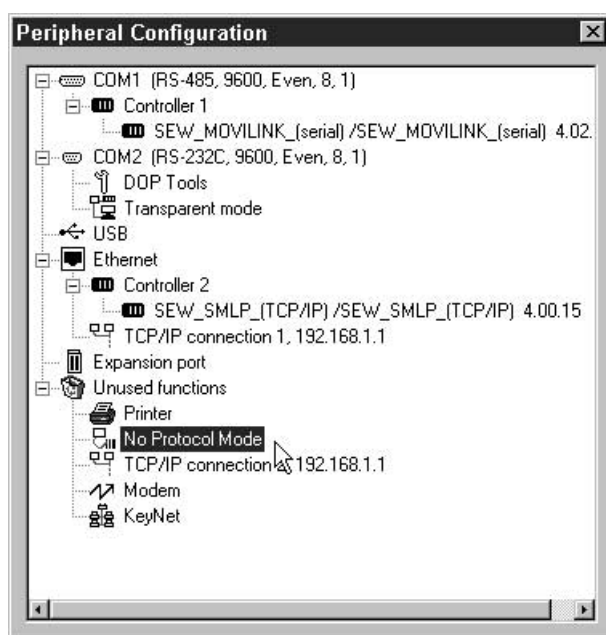 Peripheral Configuration
COM1 (RS-485, 9600, Even, 8, 1)
Controller 1
SEW_MOVILINK_(serial) /SEW_MOVILINK_(serial) 4.02.
COM2 (RS-232C, 9600, Even, 8, 1)
DOP Tools
Transparent mode
USB
Ethernet
Controller 2
SEW_SMLP_(TCP/IP) /SEW_SMLP_(TCP/IP) 4.00.15
TCP/IP connection 1, 192.168.1.1
Expansion port
Unused functions
Printer
No Protocol Mode
TCP/IP connection 192.168.1.1
Modem
KeyNet